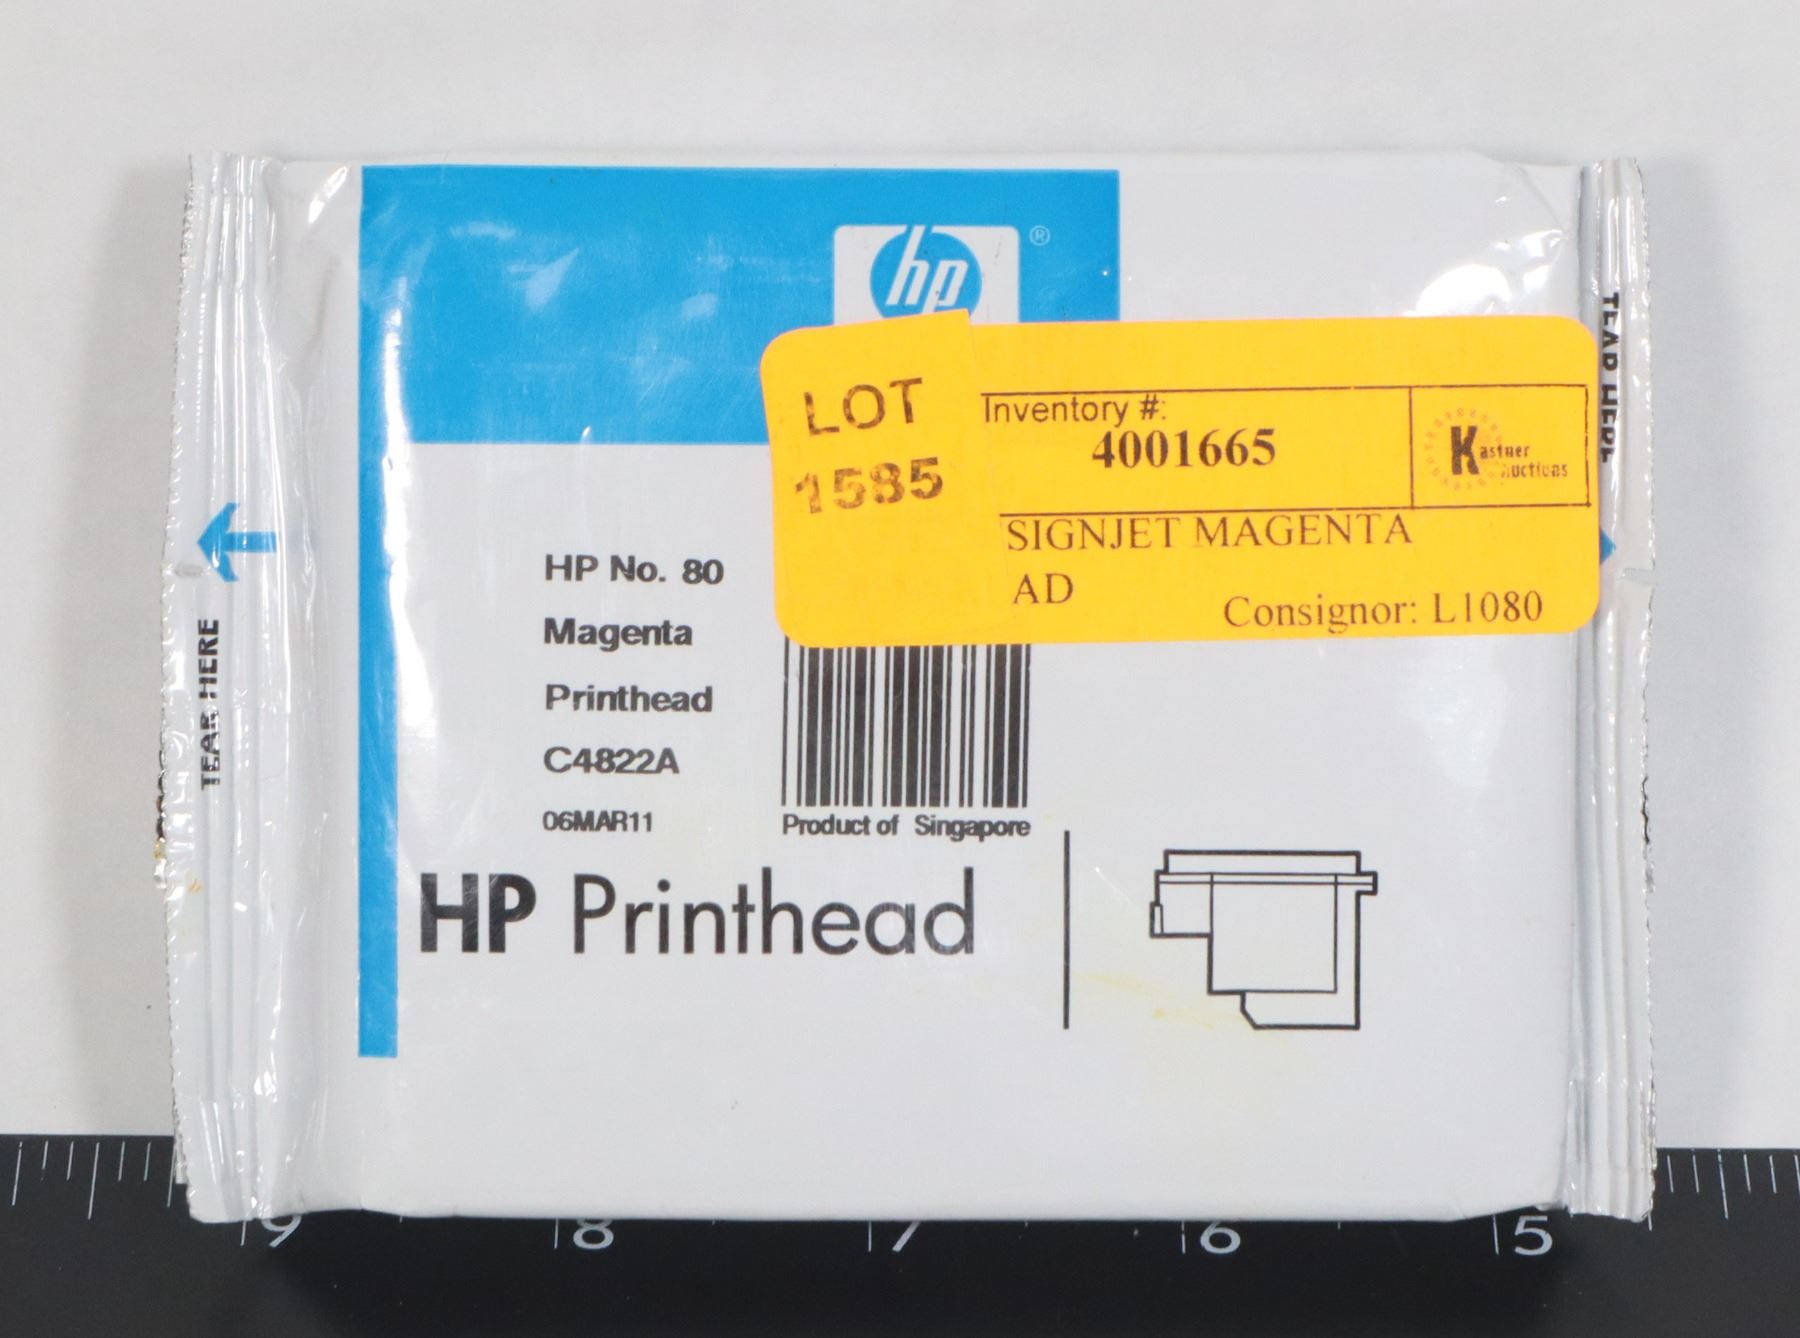 hp®
LOT
1585
Inventory #:
4001665
Kastner
Auctions
SIGNJET MAGENTA
AD
Consignor: L1080
HP No. 80
Magenta
Printhead
C4822A
06MAR11
Product of Singapore
HP Printhead
TEAR HERE
TEAR HERE
9 8 7 6 5